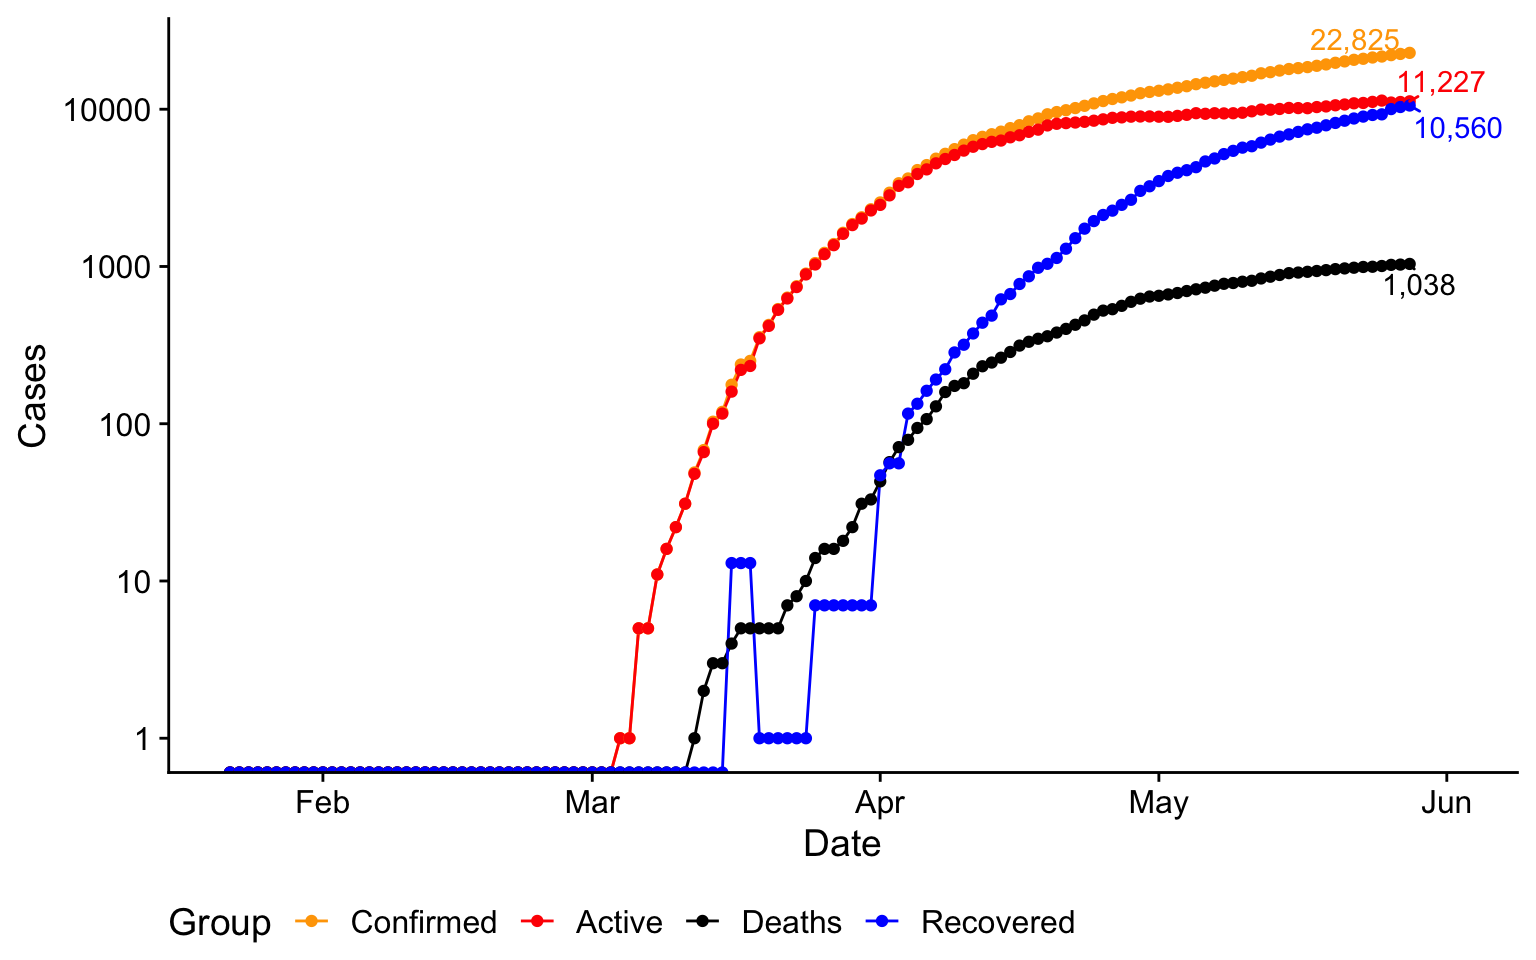 22,825
11,227
10,560
1,038
10000
1000
100
10
1
Cases
Feb Mar Apr May Jun
Date
Group Confirmed Active Deaths Recovered